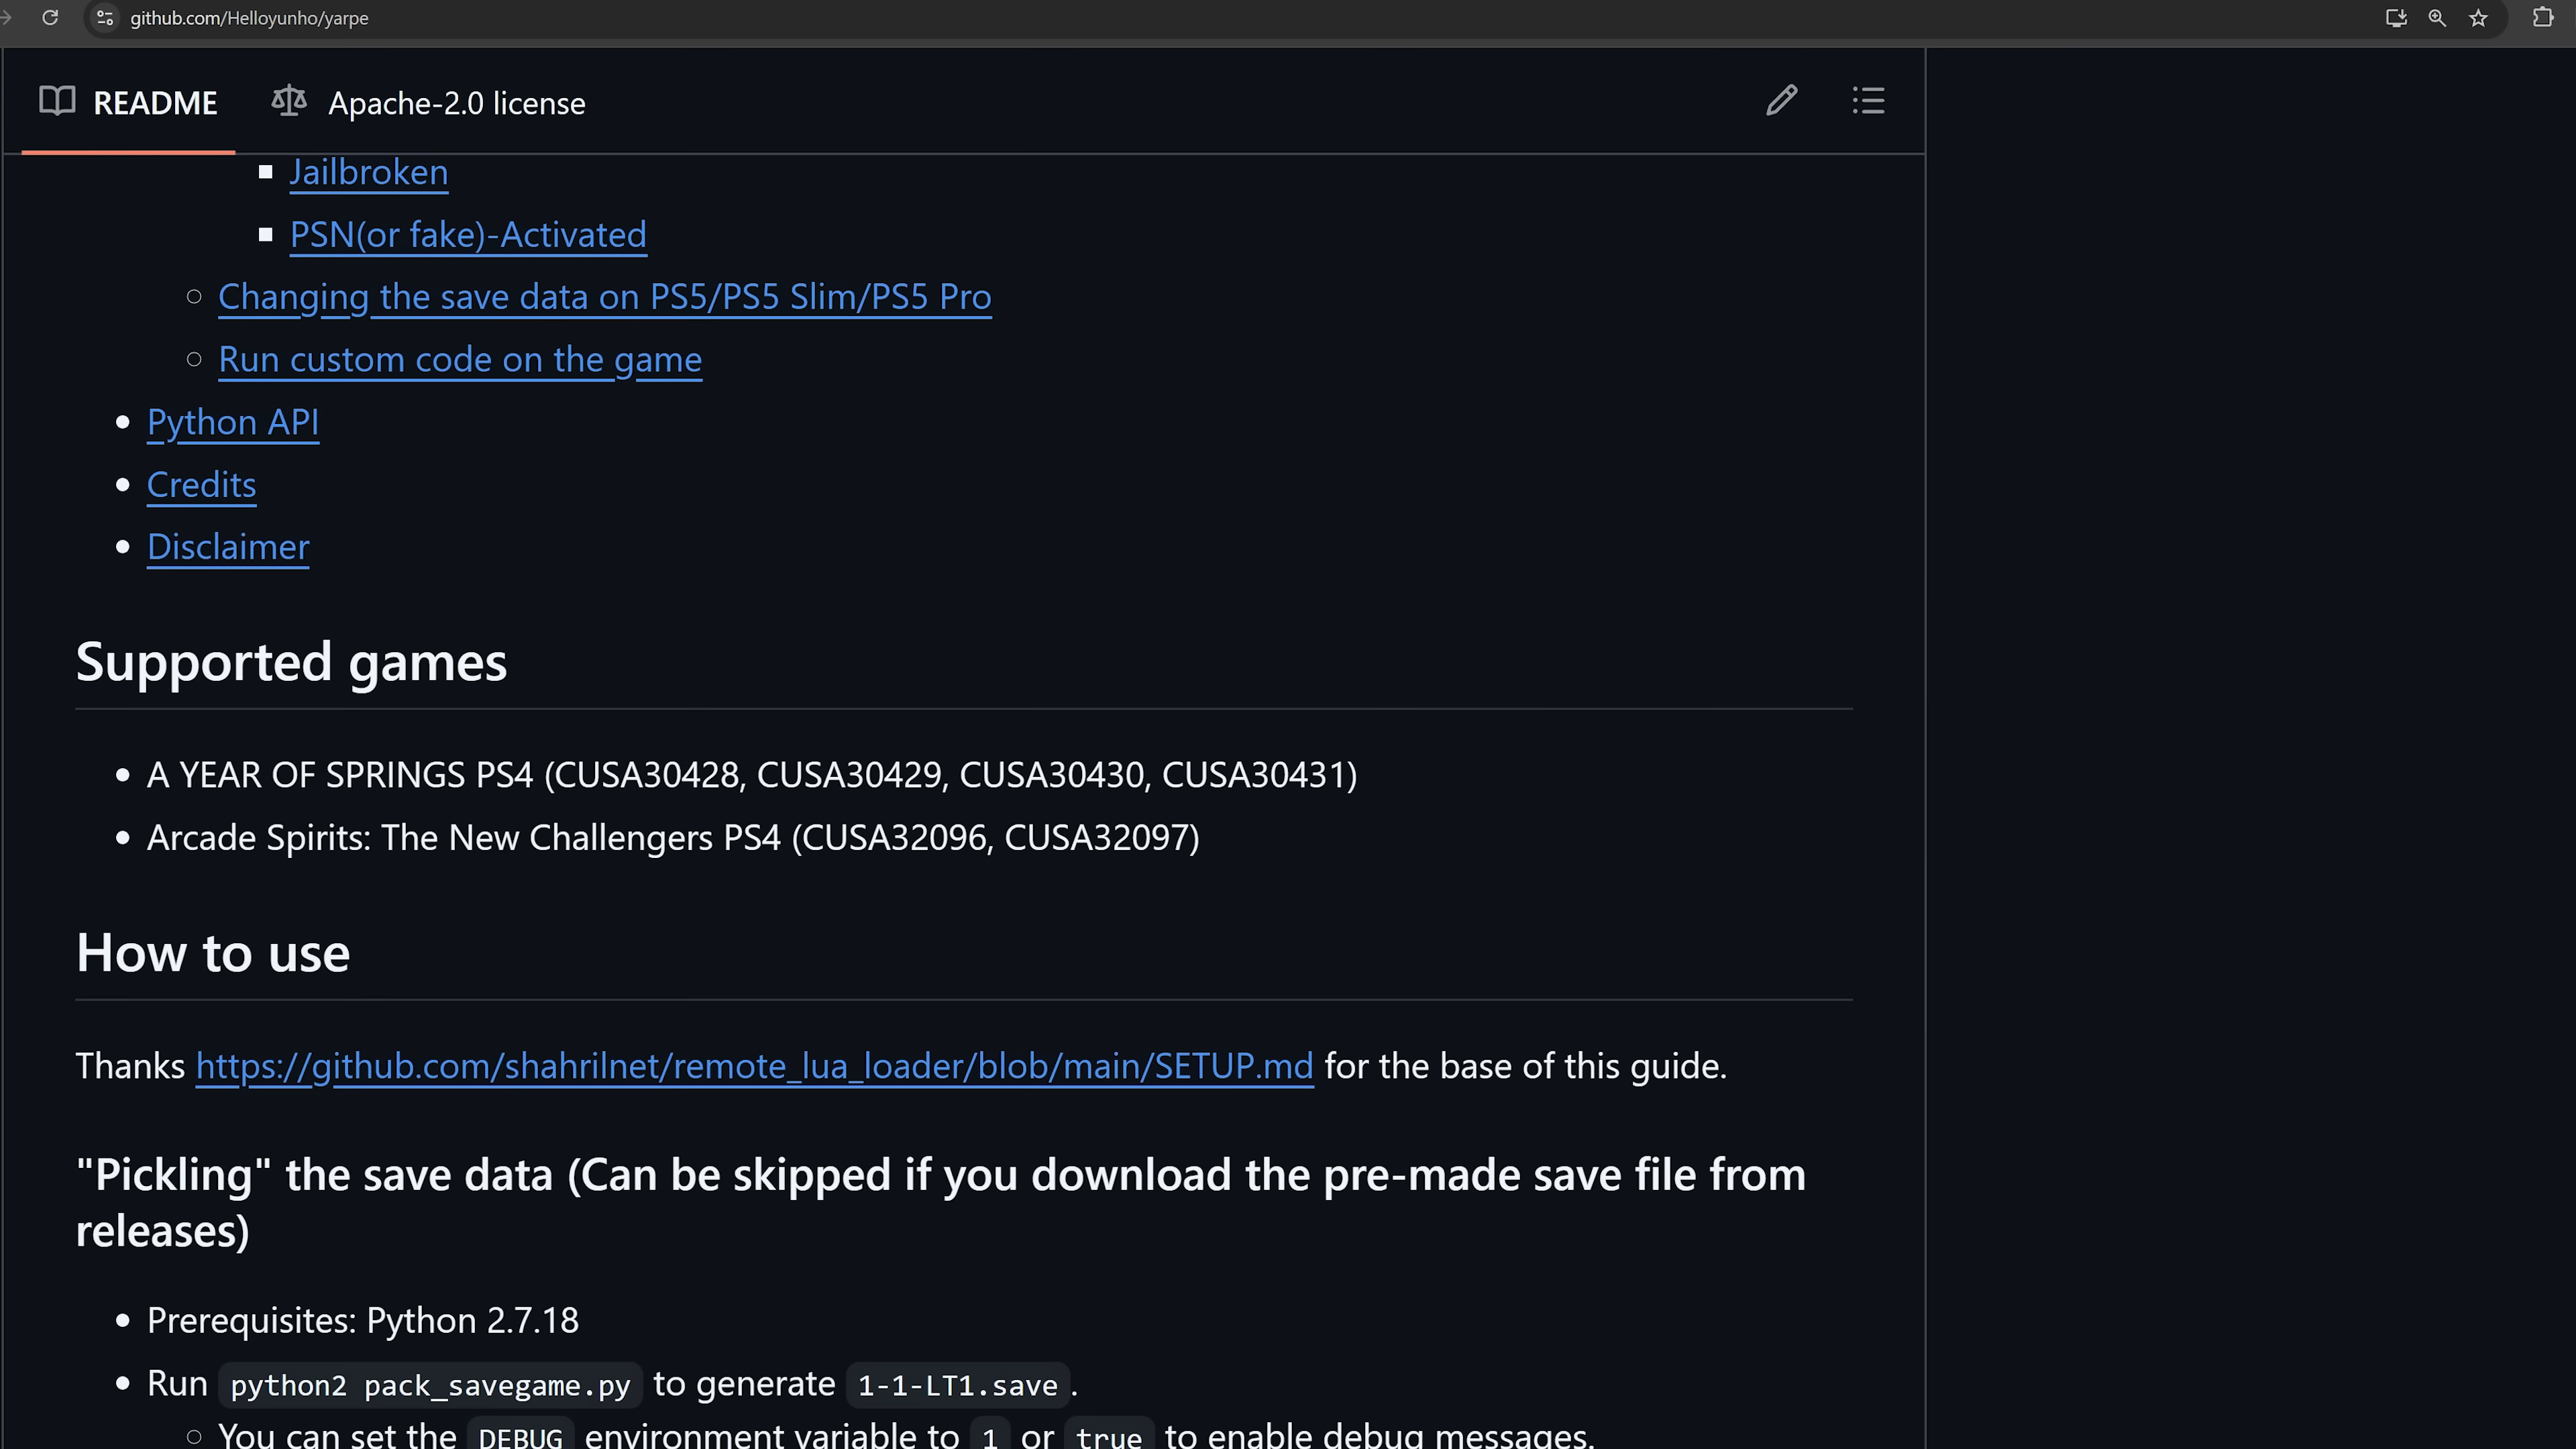 github.com/Helloyunho/yarpe
README
Apache-2.0 license
Jailbroken
PSN(or fake)-Activated
Changing the save data on PS5/PS5 Slim/PS5 Pro
Run custom code on the game
Python API
Credits
Disclaimer
Supported games
A YEAR OF SPRINGS PS4 (CUSA30428, CUSA30429, CUSA30430, CUSA30431)
Arcade Spirits: The New Challengers PS4 (CUSA32096, CUSA32097)
How to use
Thanks https://github.com/shahrilnet/remote_lua_loader/blob/main/SETUP.md for the base of this guide.
"Pickling" the save data (Can be skipped if you download the pre-made save file from
releases)
Prerequisites: Python 2.7.18
Run python2 pack_savegame.py to generate 1-1-LT1.save.
You can set the DEBUG environment variable to 1 or true to enable debug messages.